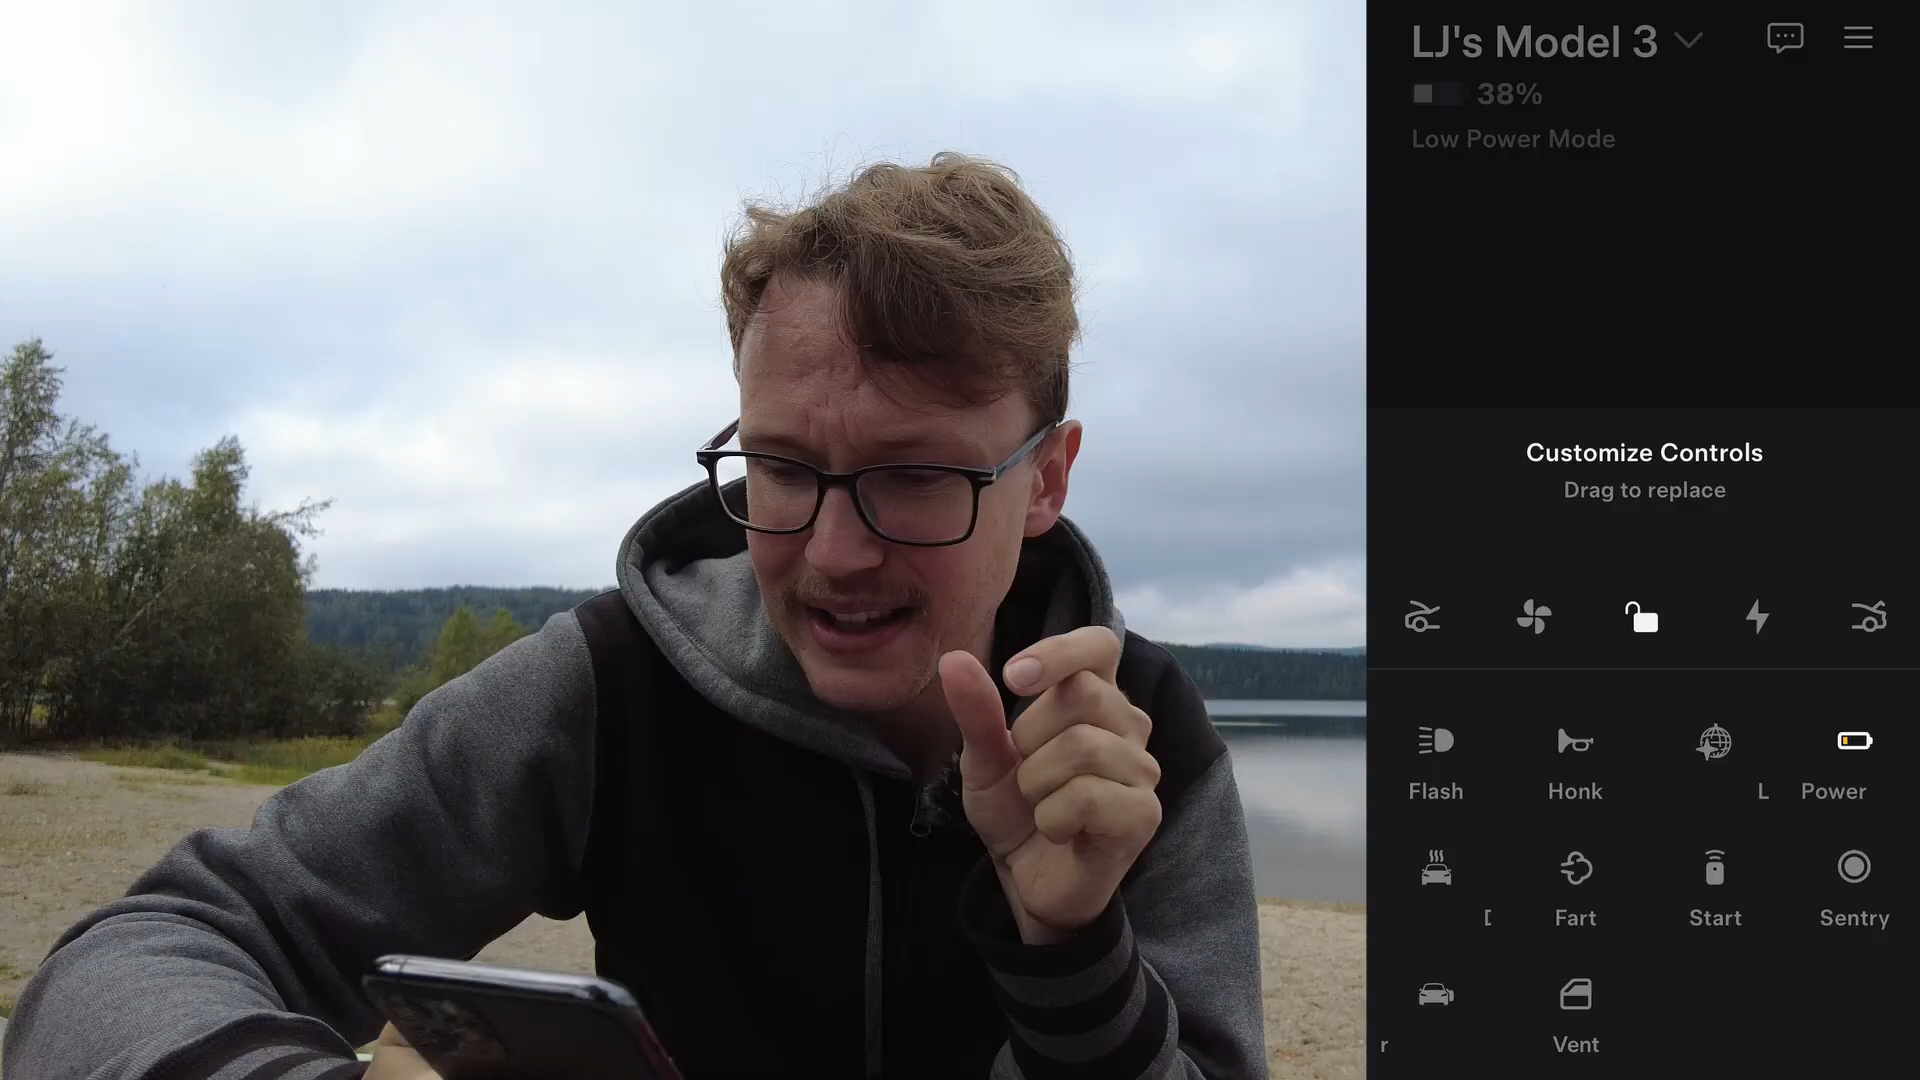 LJ's Model 3
38%
Low Power Mode
Customize Controls
Drag to replace
Flash
Honk
L
Power
D
Fart
Start
Sentry
r
Vent